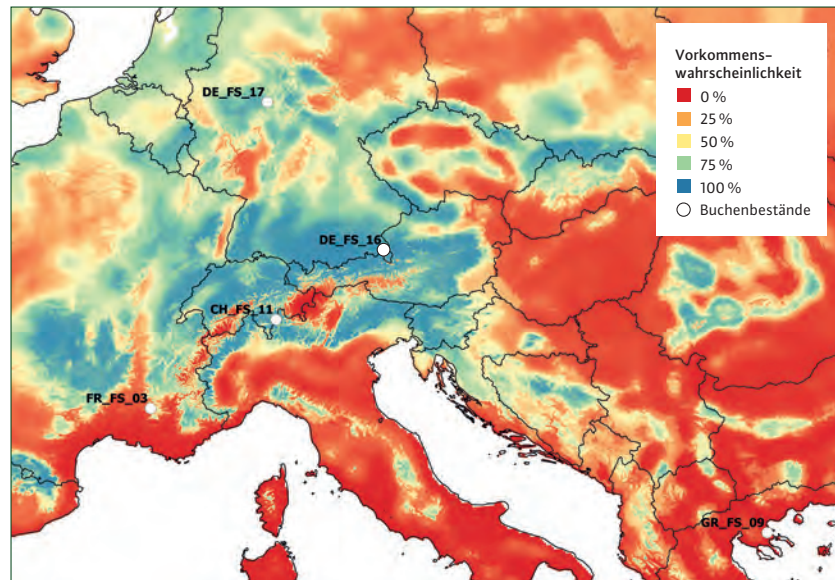 Vorkommens-
wahrscheinlichkeit
0 %
25 %
50 %
75 %
100 %
Buchenbestände
DE_FS_17
DE_FS_16
CH_FS_11
FR_FS_03
GR_FS_09